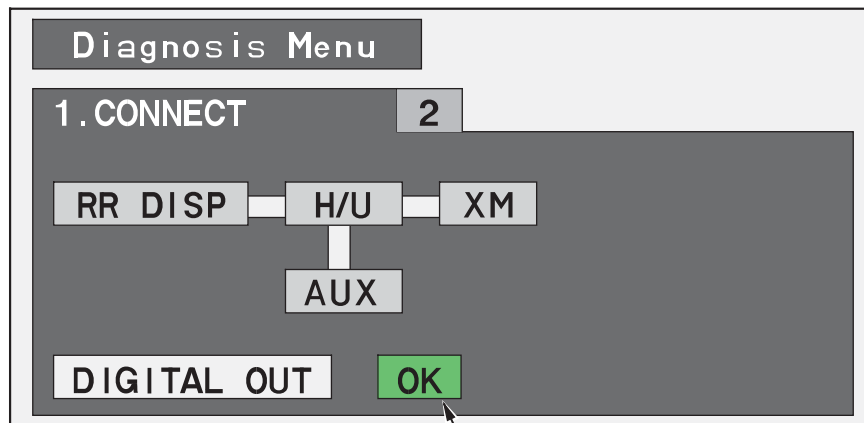 Diagnosis Menu
1.CONNECT 2
RR DISP H/U XM
AUX
DIGITAL OUT OK